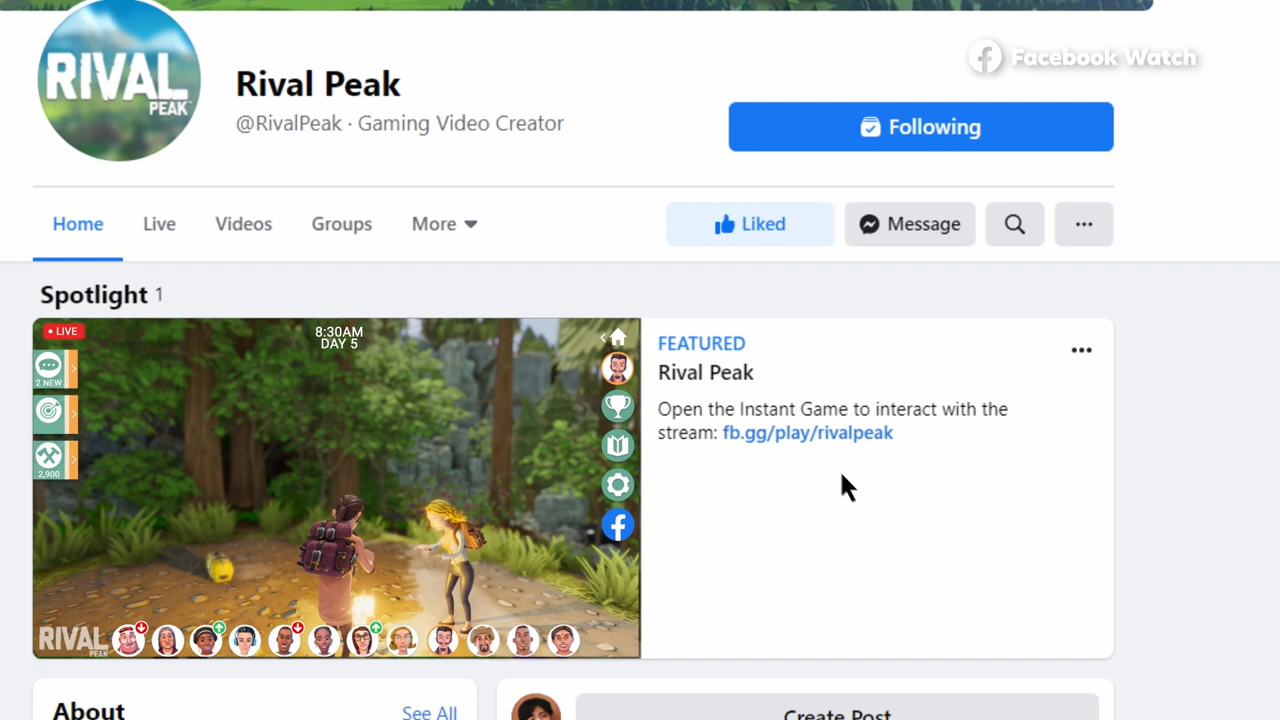 Facebook Watch
RIVAL
PEAK
Rival Peak
@RivalPeak · Gaming Video Creator
Following
Home
Live
Videos
Groups
More
Liked
Message
Spotlight 1
LIVE
8:30AM
DAY 5
2 NEW
2,900
RIVAL
PEAK
FEATURED
Rival Peak
Open the Instant Game to interact with the
stream: fb.gg/play/rivalpeak
About
See All
Create Post